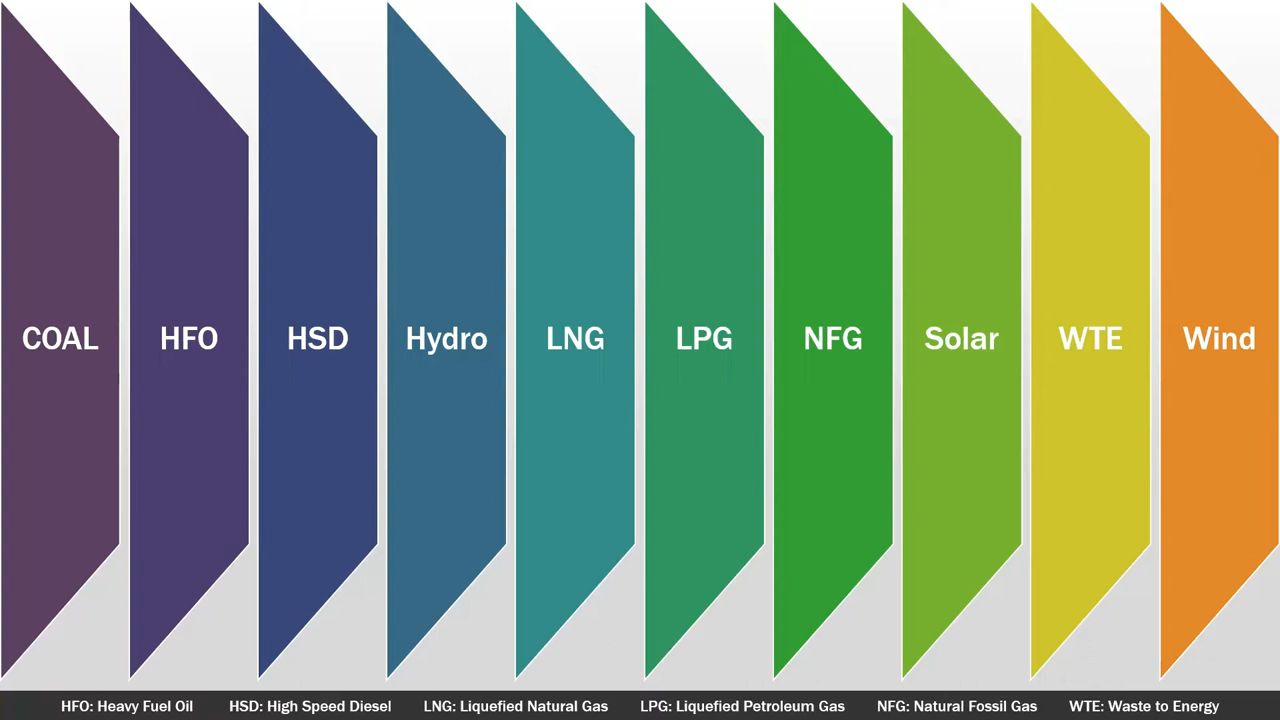 COAL
HFO
HSD
Hydro
LNG
LPG
NFG
Solar
WTE
Wind
HFO: Heavy Fuel Oil HSD: High Speed Diesel LNG: Liquefied Natural Gas LPG: Liquefied Petroleum Gas NFG: Natural Fossil Gas WTE: Waste to Energy